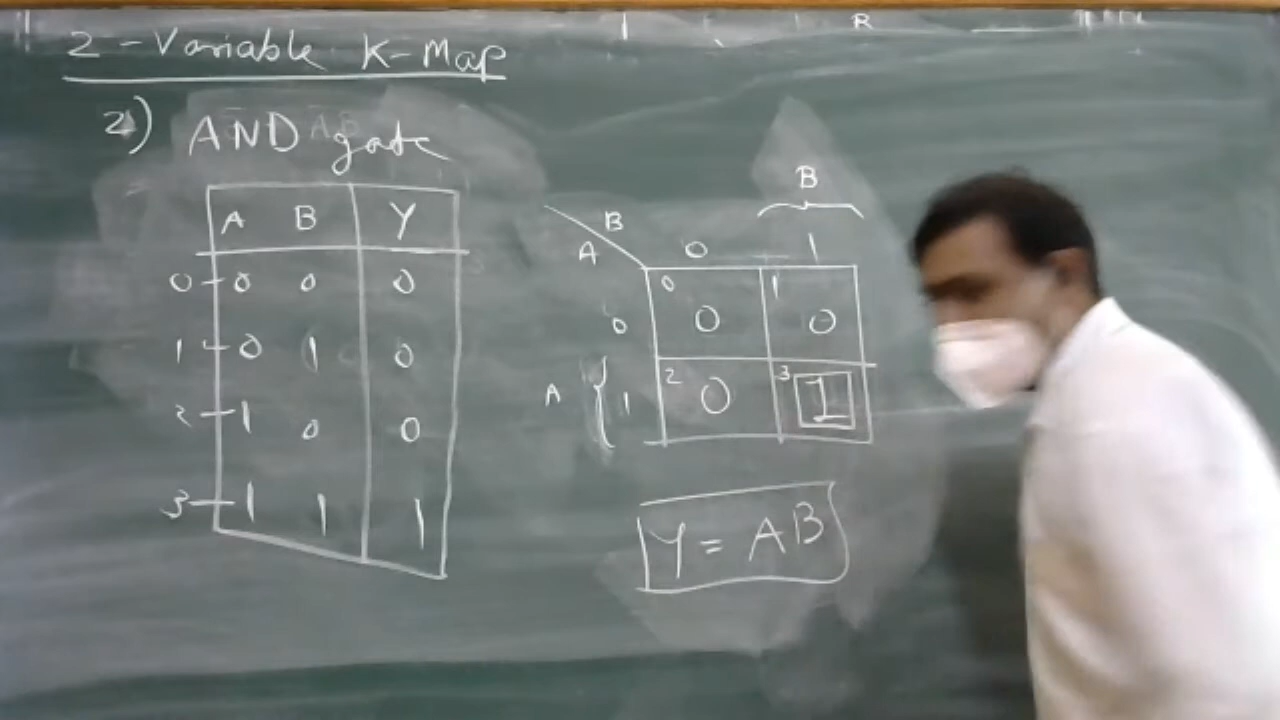 R
2-Variable K-Map
2) AND gate
A B Y
0 0 0 0
1 0 1 0
2 1 0 0
3 1 1 1
B
B
A
0 1
0
0 0
1 0
A { 1
2 0
3 1
Y = AB